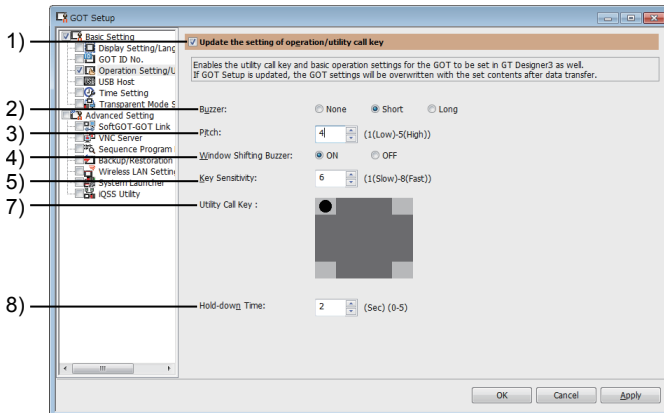 GOT Setup
Basic Setting
Display Setting/Lang
GOT ID No.
Operation Setting/U
USB Host
Time Setting
Transparent Mode S
Advanced Setting
SoftGOT-GOT Link
VNC Server
Sequence Program
Backup/Restoration
Wireless LAN Settin
System Launcher
iQSS Utility
1)
Update the setting of operation/utility call key
Enables the utility call key and basic operation settings for the GOT to be set in GT Designer3 as well.
If GOT Setup is updated, the GOT settings will be overwritten with the set contents after data transfer.
2) Buzzer: None Short Long
3) Pitch: 4 (1(Low)-5(High))
4) Window Shifting Buzzer: ON OFF
5) Key Sensitivity: 6 (1(Slow)-8(Fast))
7) Utility Call Key :
8) Hold-down Time: 2 (Sec) (0-5)
OK Cancel Apply